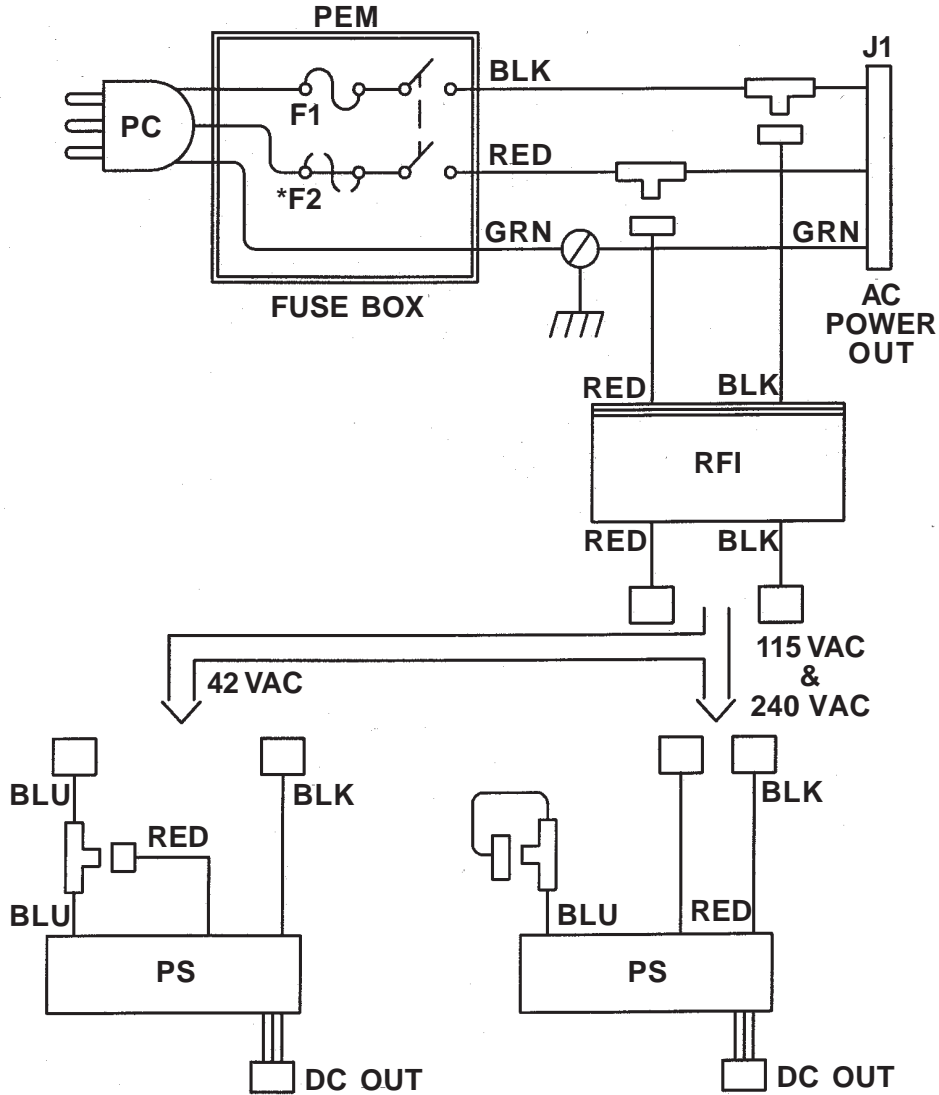 PEM
J1
BLK
PC
F1
RED
*F2
GRN
GRN
FUSE BOX
AC
POWER
OUT
RED
BLK
RFI
RED
BLK
115 VAC
&
240 VAC
42 VAC
BLU
BLK
BLK
RED
BLU
BLU
RED
PS
PS
DC OUT
DC OUT